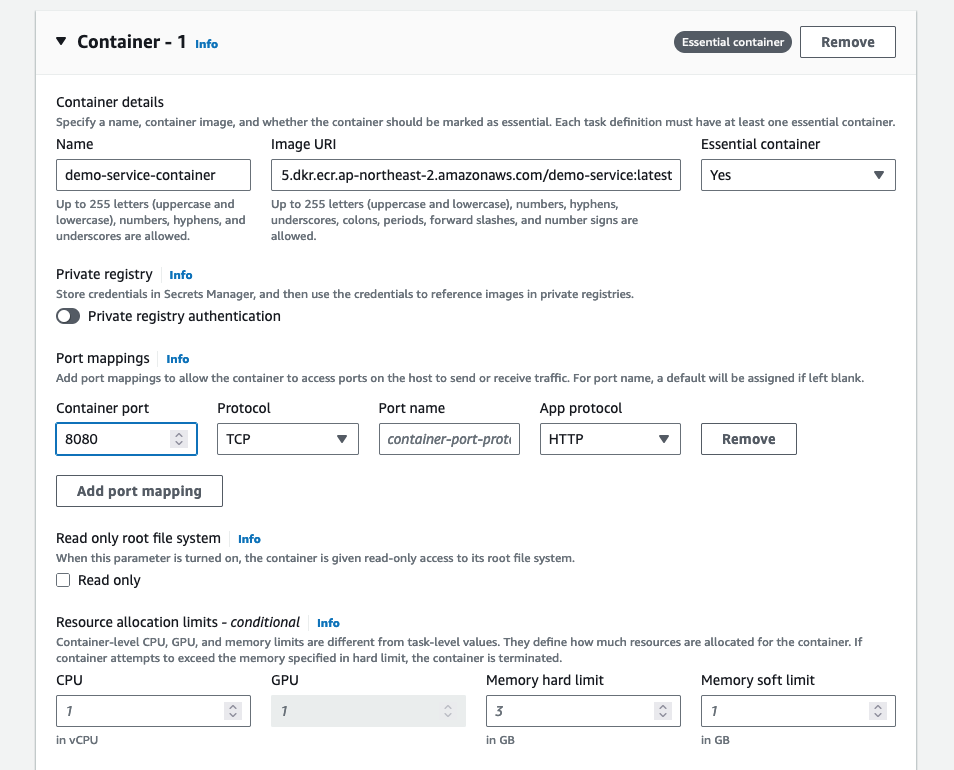 Container - 1 Info
Essential container
Remove
Container details
Specify a name, container image, and whether the container should be marked as essential. Each task definition must have at least one essential container.
Name
Image URI
Essential container
demo-service-container
5.dkr.ecr.ap-northeast-2.amazonaws.com/demo-service:latest
Yes
Up to 255 letters (uppercase and
lowercase), numbers, hyphens, and
underscores are allowed.
Up to 255 letters (uppercase and lowercase), numbers, hyphens,
underscores, colons, periods, forward slashes, and number signs are
allowed.
Private registry Info
Store credentials in Secrets Manager, and then use the credentials to reference images in private registries.
Private registry authentication
Port mappings Info
Add port mappings to allow the container to access ports on the host to send or receive traffic. For port name, a default will be assigned if left blank.
Container port
Protocol
Port name
App protocol
8080
TCP
container-port-proto
HTTP
Remove
Add port mapping
Read only root file system Info
When this parameter is turned on, the container is given read-only access to its root file system.
Read only
Resource allocation limits - conditional Info
Container-level CPU, GPU, and memory limits are different from task-level values. They define how much resources are allocated for the container. If
container attempts to exceed the memory specified in hard limit, the container is terminated.
CPU
GPU
Memory hard limit
Memory soft limit
1
1
3
1
in vCPU
in GB
in GB